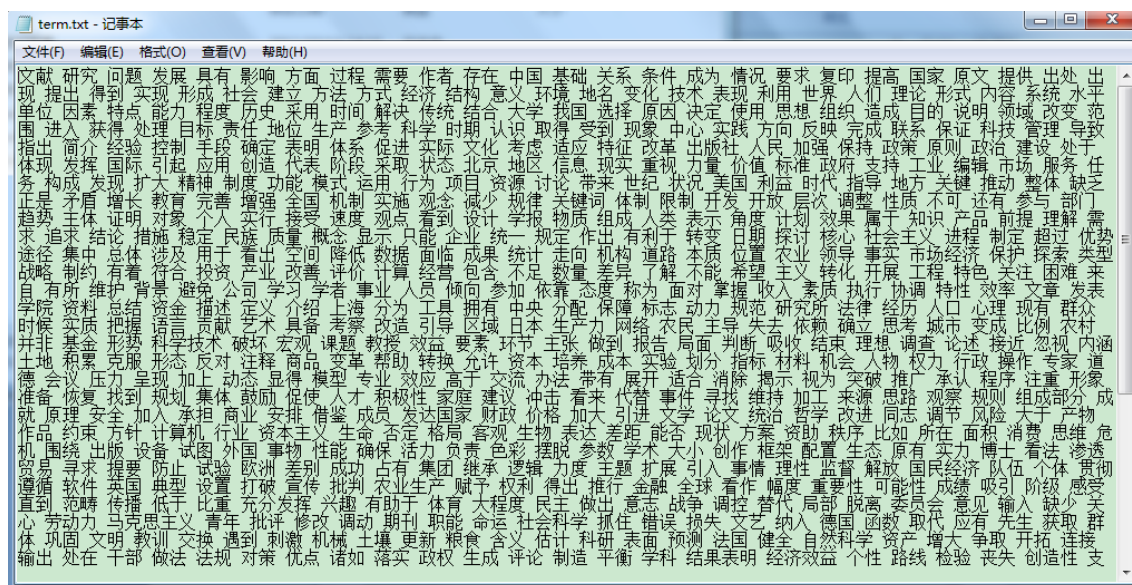 term.txt - 记事本
文件(F) 编辑(E) 格式(O) 查看(V) 帮助(H)
文献 研究 问题 发展 具有 影响 方面 过程 需要 作者 存在 中国 基础 关系 条件 成为 情况 要求 复印 提高 国家 原文 提供 出处 出
现 提出 得到 实现 形成 社会 建立 方法 方式 经济 结构 意义 环境 地名 变化 技术 表现 利用 世界 人们 理论 形式 内容 系统 水平
单位 因素 特点 能力 程度 历史 采用 时间 解决 传统 结合 大学 我国 选择 原因 决定 使用 思想 组织 造成 目的 说明 领域 改变 范
围 进入 获得 处理 目标 责任 地位 生产 参考 科学 时期 认识 取得 受到 现象 中心 实践 方向 反映 完成 联系 保证 科技 管理 导致
指出 简介 经验 控制 手段 确定 表明 体系 促进 实际 文化 考虑 适应 特征 改革 出版社 人民 加强 保持 政策 原则 政治 建设 处于
体现 发挥 国际 引起 应用 创造 代表 阶段 采取 状态 北京 地区 信息 现实 重视 力量 价值 标准 政府 支持 工业 编辑 市场 服务 任
务 构成 发现 扩大 精神 制度 功能 模式 运用 行为 项目 资源 讨论 带来 世纪 状况 美国 利益 时代 指导 地方 关键 推动 整体 缺乏
正是 矛盾 增长 教育 完善 增强 全国 机制 实施 观念 减少 规律 关键词 体制 限制 开发 开放 层次 调整 性质 不可 还有 参与 部门
趋势 主体 证明 对象 个人 实行 接受 速度 观点 看到 设计 学报 物质 组成 人类 表示 角度 计划 效果 属于 知识 产品 前提 理解 需
求 追求 结论 措施 稳定 民族 质量 概念 显示 只能 企业 统一 规定 作出 有利于 转变 日期 探讨 核心 社会主义 进程 制定 超过 优势
途径 集中 总体 涉及 用于 看出 空间 降低 数据 面临 成果 统计 走向 机构 道路 本质 位置 农业 领导 事实 市场经济 保护 探索 类型
战略 制约 有着 符合 投资 产业 改善 评价 计算 经营 包含 不足 数量 差异 了解 不能 希望 主义 转化 开展 工程 特色 关注 困难 来
自 有所 维护 背景 避免 公司 学习 学者 事业 人员 倾向 参加 依靠 态度 称为 面对 掌握 收入 素质 执行 协调 特性 效率 文章 发表
学院 资料 总结 资金 描述 定义 介绍 上海 分为 工具 拥有 中央 分配 保障 标志 动力 规范 研究所 法律 经历 人口 心理 现有 群众
时候 实质 把握 语言 贡献 艺术 具备 考察 改造 引导 区域 日本 生产力 网络 农民 主导 失去 依赖 确立 思考 城市 变成 比例 农村
并非 基金 形势 科学技术 破坏 宏观 课题 教授 效益 要素 环节 主张 做到 报告 局面 判断 吸收 结束 理想 调查 论述 接近 忽视 内涵
土地 积累 克服 形态 反对 注释 商品 变革 帮助 转换 允许 资本 培养 成本 实验 划分 指标 材料 机会 人物 权力 行政 操作 专家 道
德 会议 压力 呈现 加上 动态 显得 模型 专业 效应 高于 交流 办法 带有 展开 适合 消除 揭示 视为 突破 推广 承认 程序 注重 形象
准备 恢复 找到 规划 集体 鼓励 促使 人才 积极性 家庭 建议 冲击 看来 代替 事件 寻找 维持 加工 来源 思路 观察 规则 组成部分 成
就 原理 安全 加入 承担 商业 安排 借鉴 成员 发达国家 财政 价格 加大 引进 文学 论文 统治 哲学 改进 同志 调节 风险 大于 产物
作品 约束 方针 计算机 行业 资本主义 生命 否定 格局 客观 生物 表达 差距 能否 现状 方案 资助 秩序 比如 所在 面积 消费 思维 危
机 围绕 出版 设备 试图 外国 事物 性能 确保 活力 负责 色彩 摆脱 参数 学术 大小 创作 框架 配置 生态 原有 实力 博士 看法 渗透
贸易 寻求 提要 防止 试验 欧洲 差别 成功 占有 集团 继承 逻辑 力度 主题 扩展 引入 事情 理性 监督 解放 国民经济 队伍 个体 贯彻
遵循 软件 英国 典型 设置 打破 宣传 批判 农业生产 赋予 权利 得出 推行 金融 全球 看作 幅度 重要性 可能性 成绩 吸引 阶级 感受
直到 范畴 传播 低于 比重 充分发挥 兴趣 有助于 体育 大程度 民主 做出 意志 战争 调控 替代 局部 脱离 委员会 意见 输入 缺少 关
心 劳动力 马克思主义 青年 批评 修改 调动 期刊 职能 命运 社会科学 抓住 错误 损失 文艺 纳入 德国 函数 取代 应有 先生 获取 群
体 巩固 文明 教训 交换 遇到 刺激 机械 土壤 更新 粮食 含义 估计 科研 表面 预测 法国 健全 自然科学 资产 增大 争取 开拓 连接
输出 处在 干部 做法 法规 对策 优点 诸如 落实 政权 生成 评论 制造 平衡 学科 结果表明 经济效益 个性 路线 检验 丧失 创造性 支